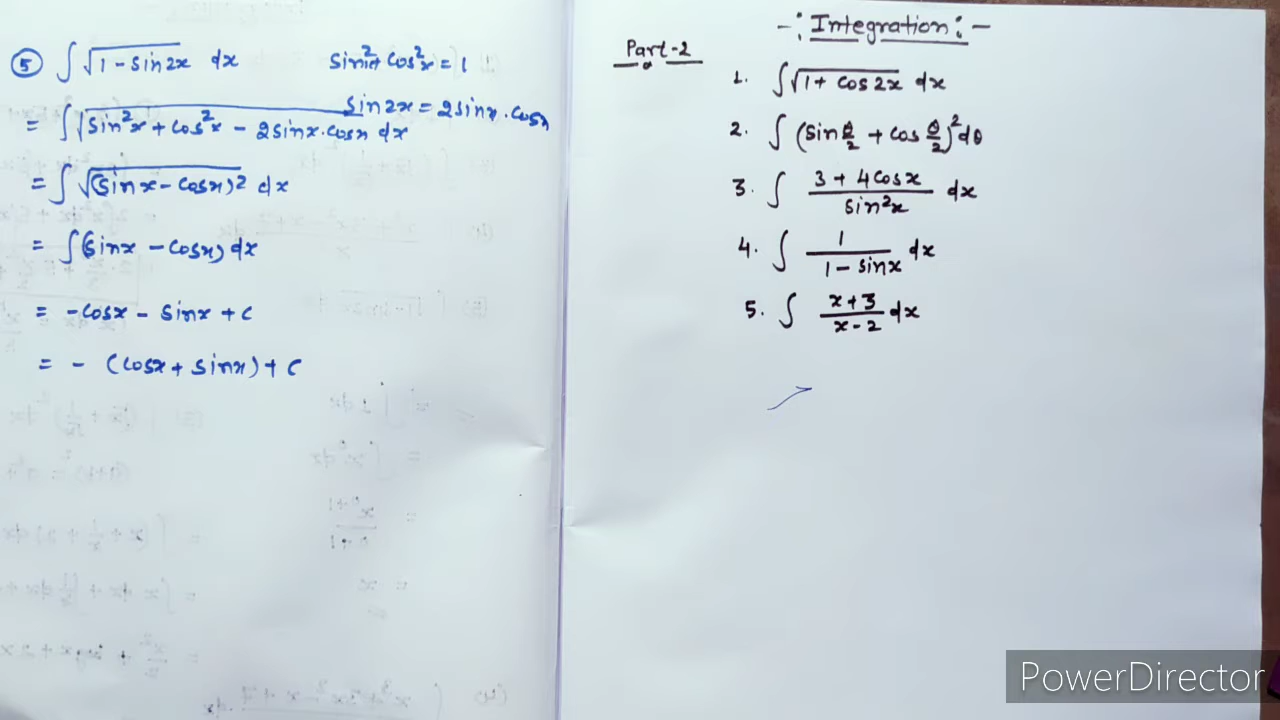 ⑤ ∫√1 - sin2x dx    sin²x + cos²x = 1
sin2x = 2sinx.cosx
= ∫√sin²x + cos²x - 2sinx.cosx dx
= ∫√(sinx - cosx)² dx
= ∫(sinx - cosx) dx
= -cosx - sinx + c
= - (cosx + sinx) + c
-: Integration :-
Part-2
1. ∫√1 + cos2x dx
2. ∫ (sin θ/2 + cos θ/2)² dθ
3. ∫ 3 + 4cosx / sin²x dx
4. ∫ 1 / 1 - sinx dx
5. ∫ x + 3 / x - 2 dx
PowerDirector